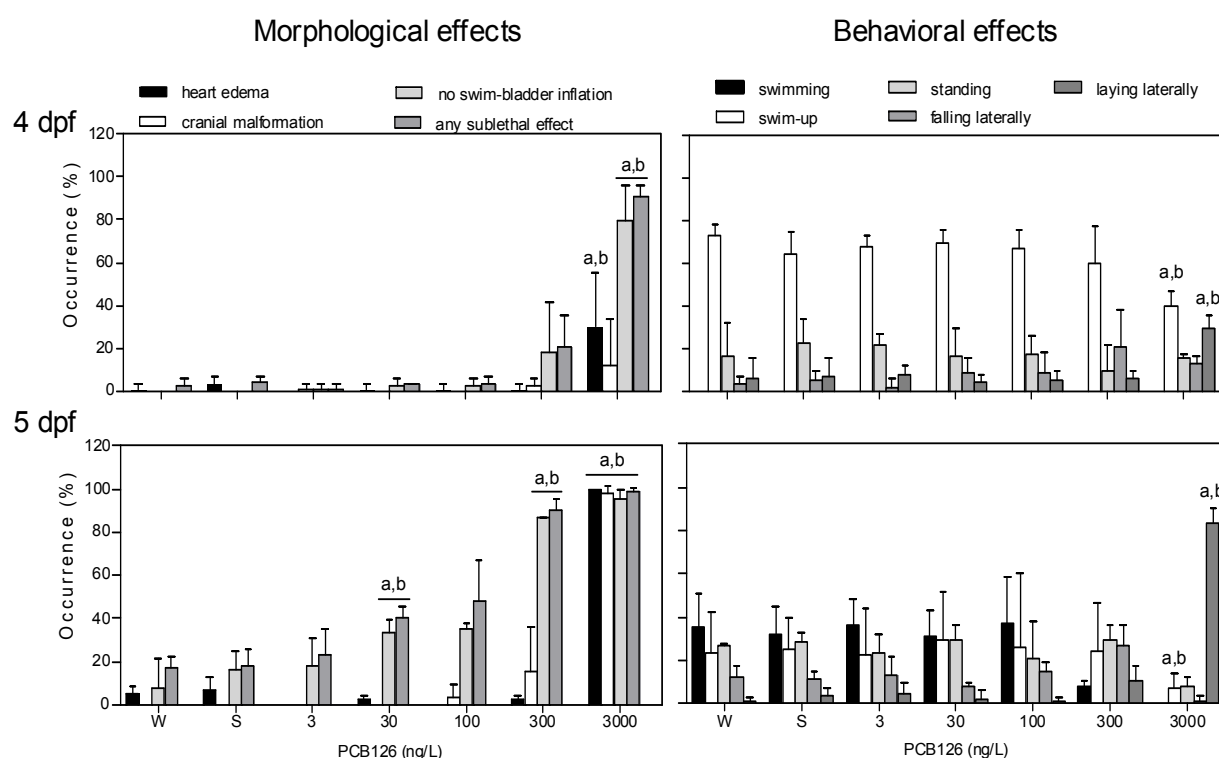 Morphological effects
Behavioral effects
heart edema
no swim-bladder inflation
cranial malformation
any sublethal effect
swimming
standing
laying laterally
swim-up
falling laterally
4 dpf
120
100
80
60
40
20
0
Occurrence (%)
a,b
a,b
a,b
a,b
5 dpf
120
100
80
60
40
20
0
Occurrence (%)
a,b
a,b
a,b
a,b
a,b
W S 3 30 100 300 3000
PCB126 (ng/L)
W S 3 30 100 300 3000
PCB126 (ng/L)